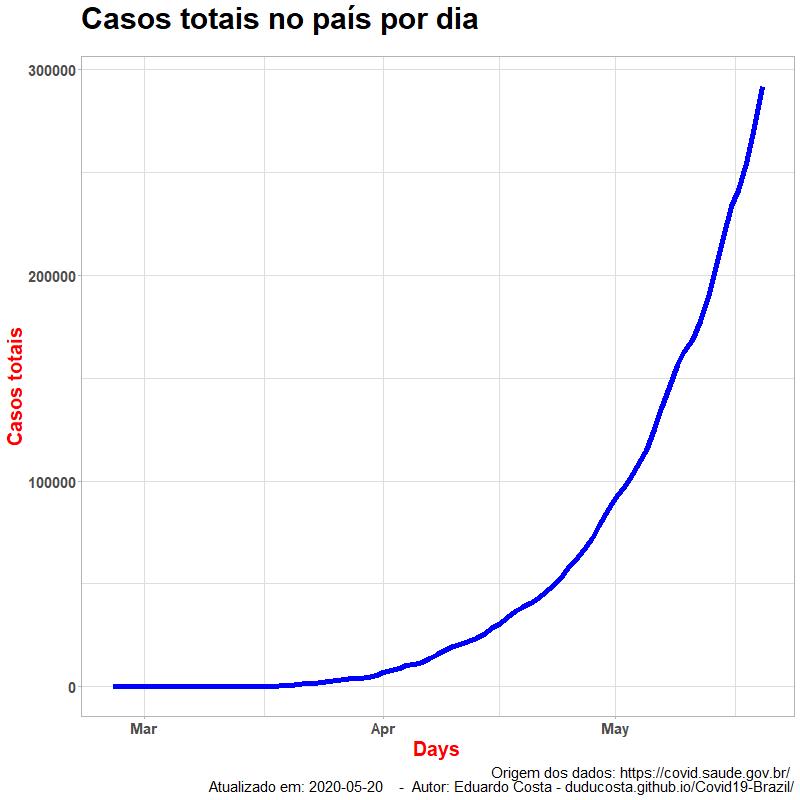 Casos totais no país por dia
300000
200000
100000
0
Casos totais
Mar Apr May
Days
Origem dos dados: https://covid.saude.gov.br/
Atualizado em: 2020-05-20 - Autor: Eduardo Costa - duducosta.github.io/Covid19-Brazil/